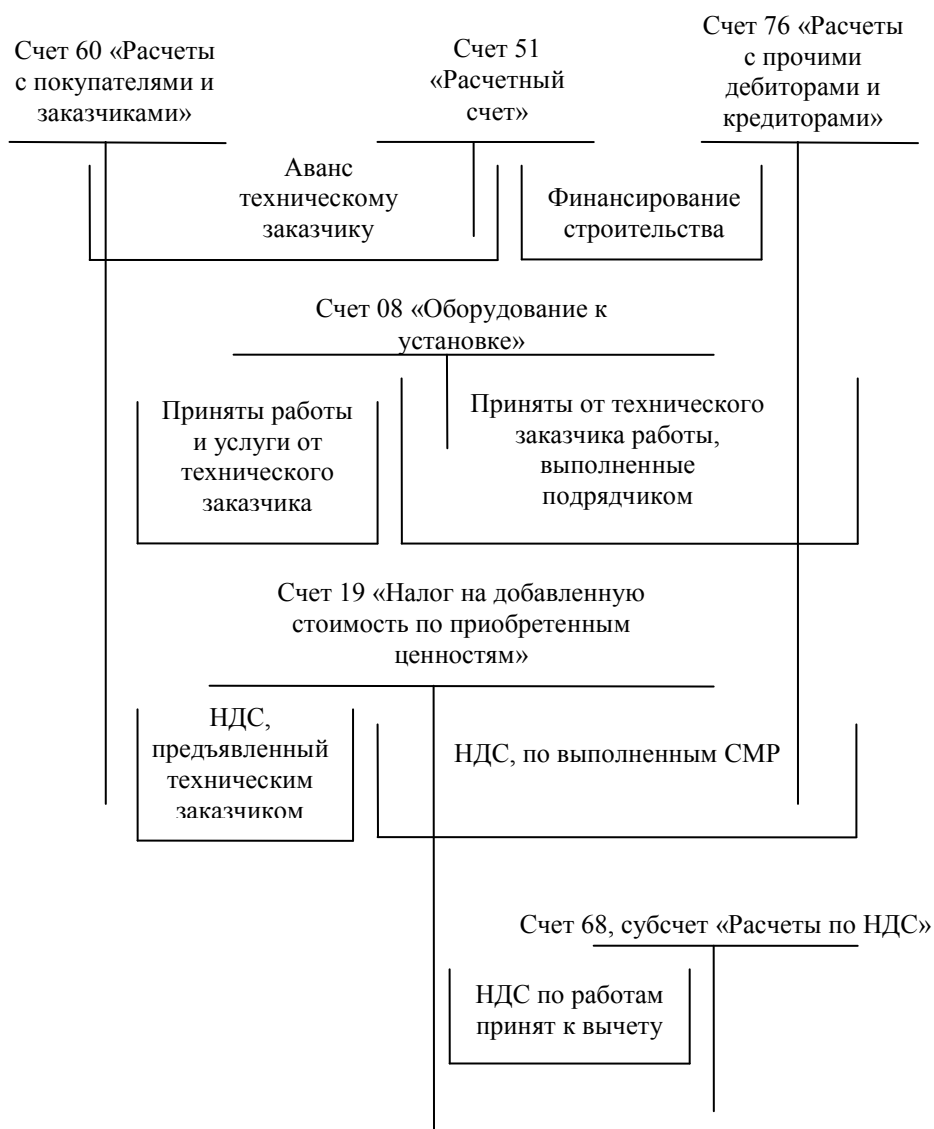 Счет 60 «Расчеты
с покупателями и
заказчиками»
Счет 51
«Расчетный
счет»
Счет 76 «Расчеты
с прочими
дебиторами и
кредиторами»
Аванс
техническому
заказчику
Финансирование
строительства
Счет 08 «Оборудование к
установке»
Приняты работы
и услуги от
технического
заказчика
Приняты от технического
заказчика работы,
выполненные
подрядчиком
Счет 19 «Налог на добавленную
стоимость по приобретенным
ценностям»
НДС,
предъявленный
техническим
заказчиком
НДС, по выполненным СМР
Счет 68, субсчет «Расчеты по НДС»
НДС по работам
принят к вычету